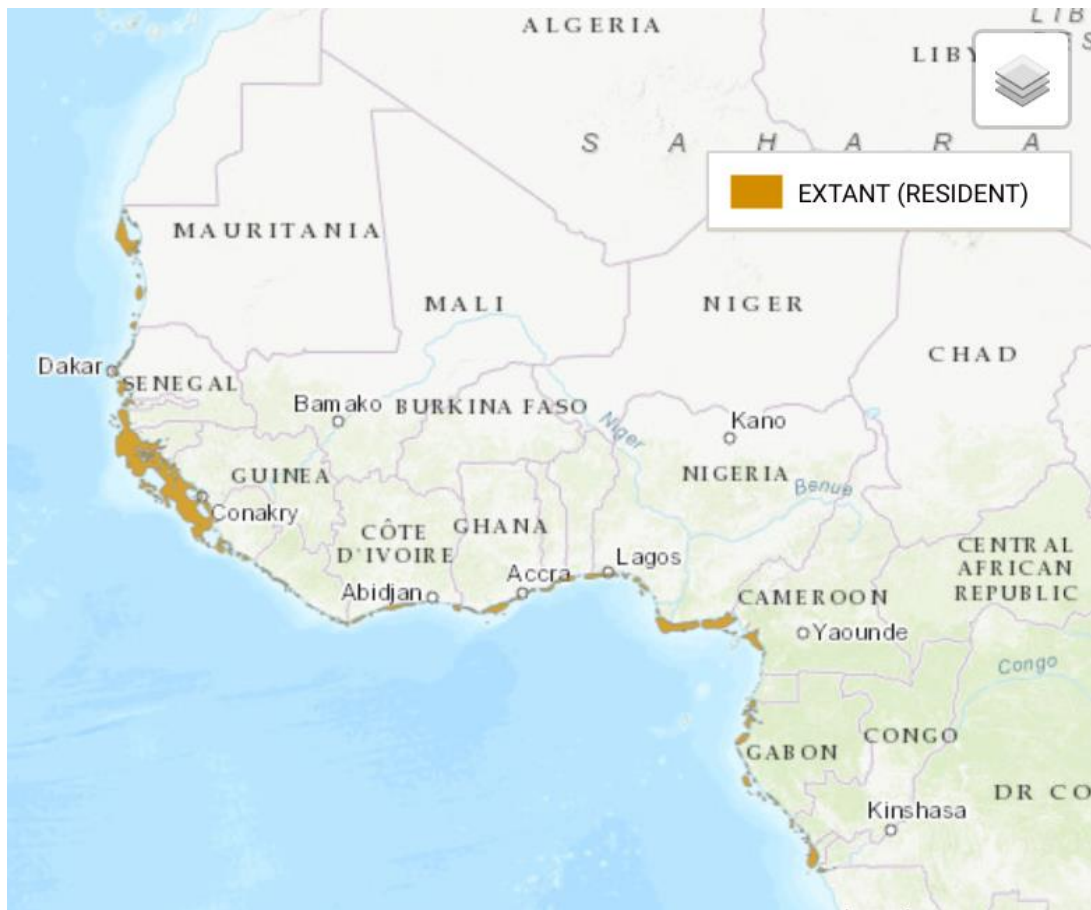 ALGERIA
LIB
LIBY
SAHARA
EXTANT (RESIDENT)
MAURITANIA
MALI
NIGER
CHAD
Dakar
SENEGAL
Bamako
BURKINA FASO
Niger
Kano
NIGERIA
Benue
GUINEA
Conakry
CÔTE
D'IVOIRE
GHANA
Lagos
Accra
Abidjan
CENTRAL
AFRICAN
REPUBLIC
CAMEROON
Yaounde
Congo
CONGO
GABON
DR CO
Kinshasa